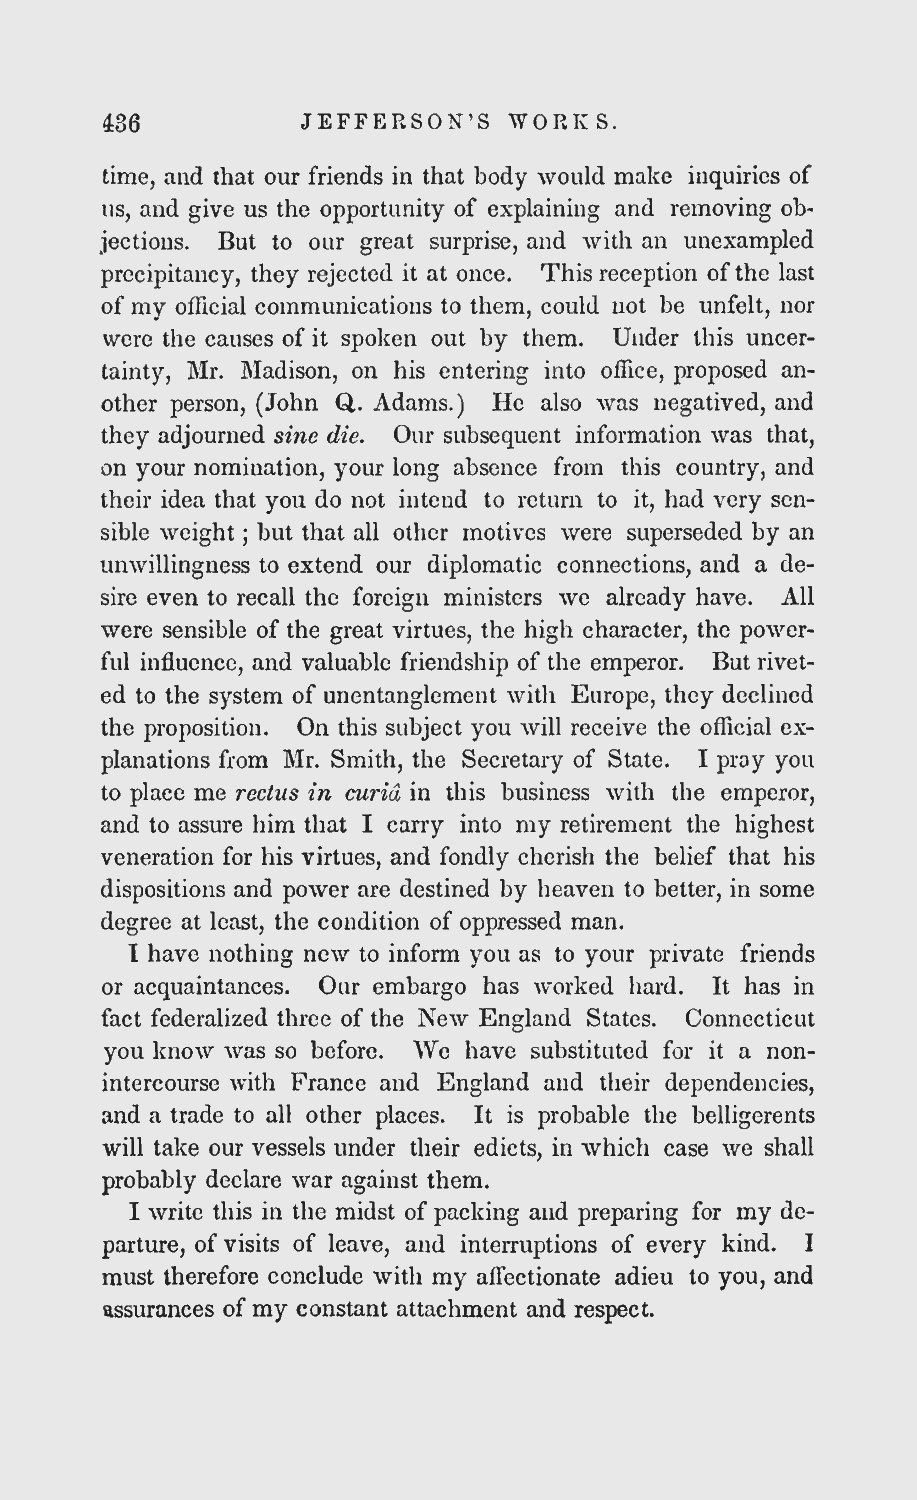 436 JEFFERSON'S WORKS.
time, and that our friends in that body would make inquiries of
us, and give us the opportunity of explaining and removing ob-
jections. But to our great surprise, and with an unexampled
precipitancy, they rejected it at once. This reception of the last
of my official communications to them, could not be unfelt, nor
were the causes of it spoken out by them. Under this uncer-
tainty, Mr. Madison, on his entering into office, proposed an-
other person, (John Q. Adams.) He also was negatived, and
they adjourned sine die. Our subsequent information was that,
on your nomination, your long absence from this country, and
their idea that you do not intend to return to it, had very sen-
sible weight ; but that all other motives were superseded by an
unwillingness to extend our diplomatic connections, and a de-
sire even to recall the foreign ministers we already have. All
were sensible of the great virtues, the high character, the power-
ful influence, and valuable friendship of the emperor. But rivet-
ed to the system of unentanglement with Europe, they declined
the proposition. On this subject you will receive the official ex-
planations from Mr. Smith, the Secretary of State. I pray you
to place me rectus in curiâ in this business with the emperor,
and to assure him that I carry into my retirement the highest
veneration for his virtues, and fondly cherish the belief that his
dispositions and power are destined by heaven to better, in some
degree at least, the condition of oppressed man.
I have nothing new to inform you as to your private friends
or acquaintances. Our embargo has worked hard. It has in
fact federalized three of the New England States. Connecticut
you know was so before. We have substituted for it a non-
intercourse with France and England and their dependencies,
and a trade to all other places. It is probable the belligerents
will take our vessels under their edicts, in which case we shall
probably declare war against them.
I write this in the midst of packing and preparing for my de-
parture, of visits of leave, and interruptions of every kind. I
must therefore conclude with my affectionate adieu to you, and
assurances of my constant attachment and respect.